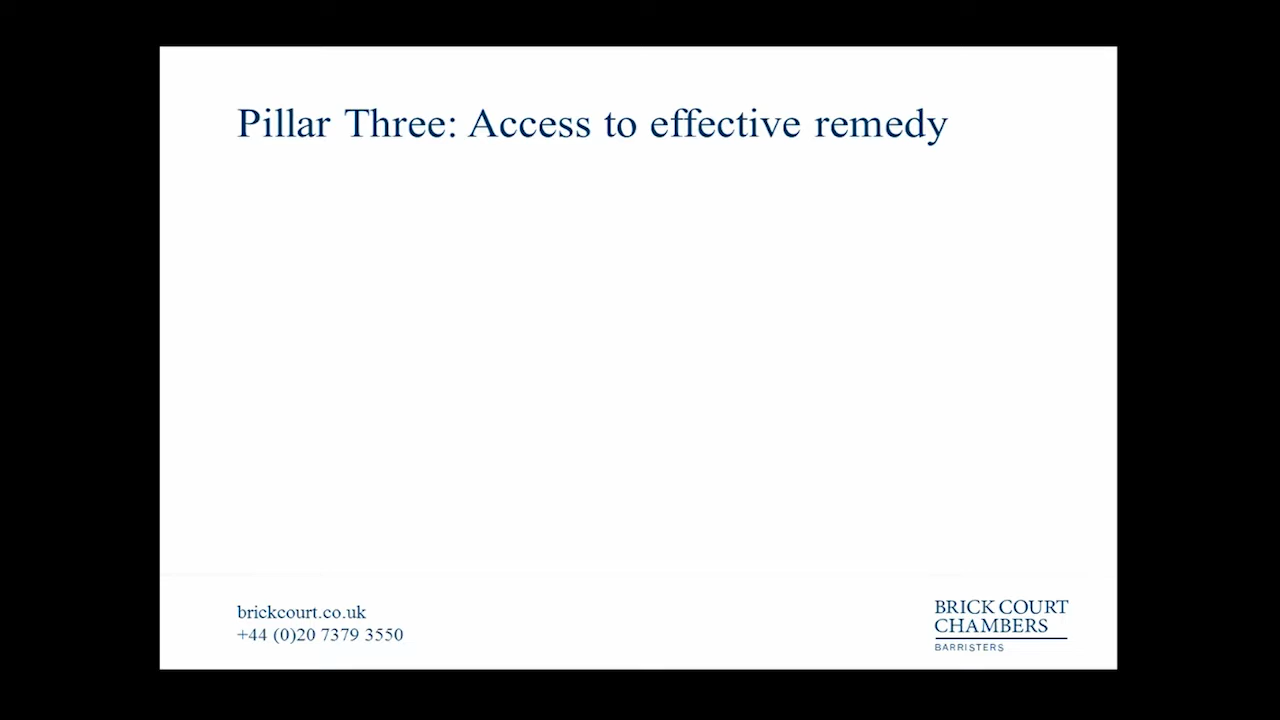 Pillar Three: Access to effective remedy
brickcourt.co.uk
+44 (0)20 7379 3550
BRICK COURT
CHAMBERS
BARRISTERS